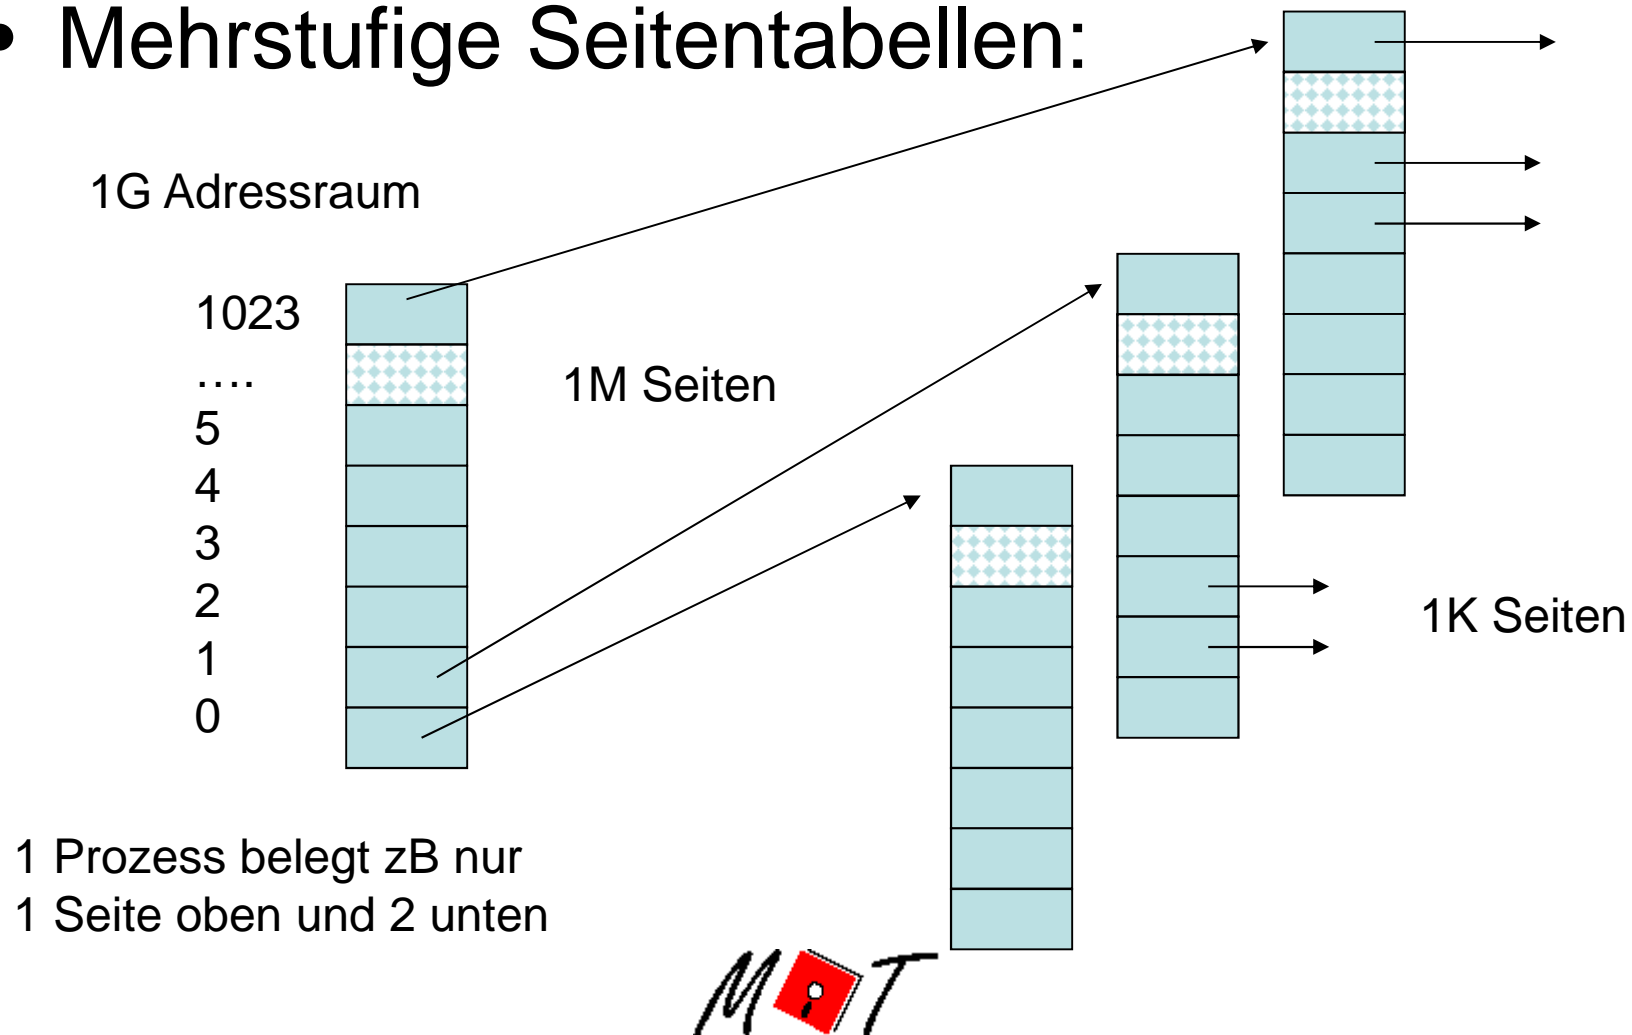 • Mehrstufige Seitentabellen:
1G Adressraum
1023
....
5
4
3
2
1
0
1M Seiten
1K Seiten
1 Prozess belegt zB nur
1 Seite oben und 2 unten
M T